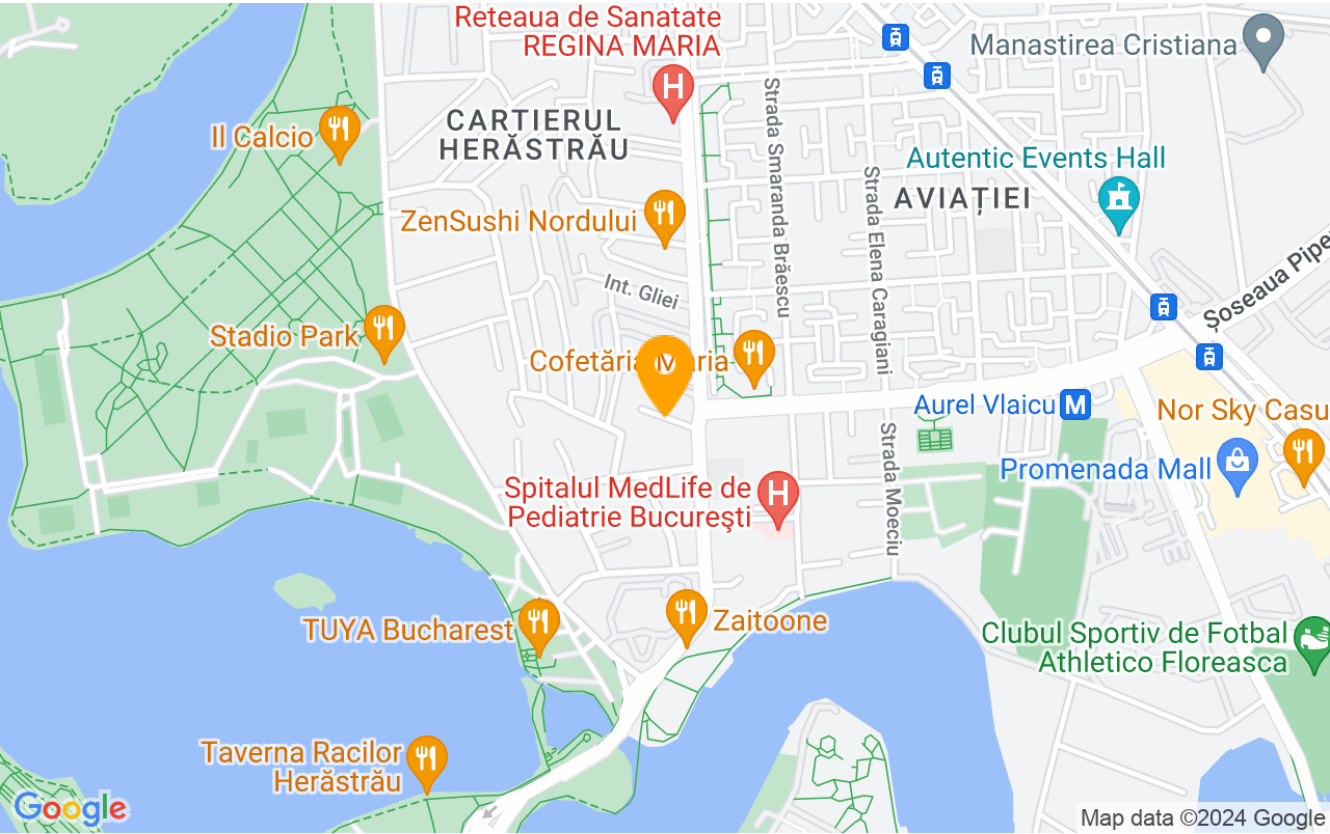 Reteaua de Sanatate
REGINA MARIA
Manastirea Cristiana
CARTIERUL
HERĂSTRĂU
Il Calcio
Strada Smaranda Brăescu
Autentic Events Hall
Strada Elena Caragiani
AVIAȚIEI
ZenSushi Nordului
Int. Gliei
Șoseaua Pipe
Stadio Park
Cofetăria Maria
Aurel Vlaicu
M
Nor Sky Casu
Strada Moeciu
Promenada Mall
H
H
Spitalul MedLife de
Pediatrie Bucureşti
TUYA Bucharest
Zaitoone
Clubul Sportiv de Fotbal
Athletico Floreasca
Taverna Racilor
Herăstrău
Google
Map data ©2024 Google